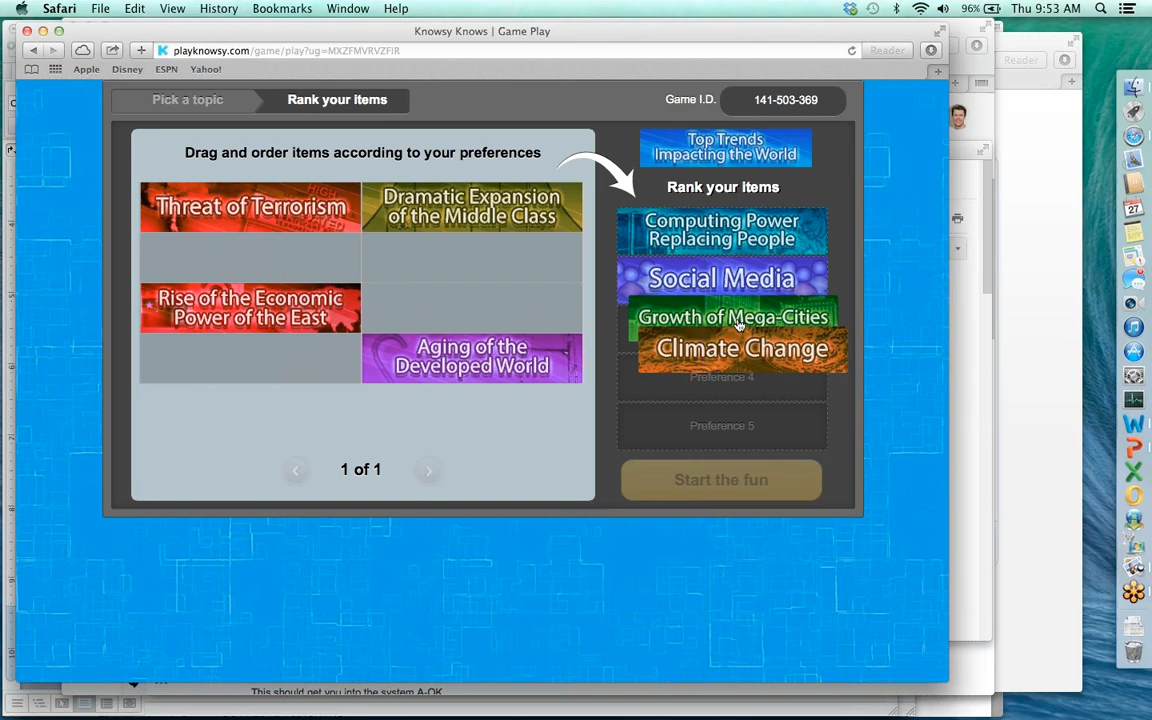 Safari File Edit View History Bookmarks Window Help
96% Thu 9:53 AM
Knowsy Knows | Game Play
playknowsy.com/game/play?ug=MXZFMVRVZFIR
Reader
Reader
Apple Disney ESPN Yahoo!
Pick a topic
Rank your items
Game I.D.
141-503-369
Drag and order items according to your preferences
Threat of Terrorism
Dramatic Expansion
of the Middle Class
Rise of the Economic
Power of the East
Aging of the
Developed World
1 of 1
Top Trends
Impacting the World
Rank your items
Computing Power
Replacing People
Social Media
Growth of Mega-Cities
Climate Change
Preference 4
Preference 5
Start the fun
27
This should get you into the system A-OK